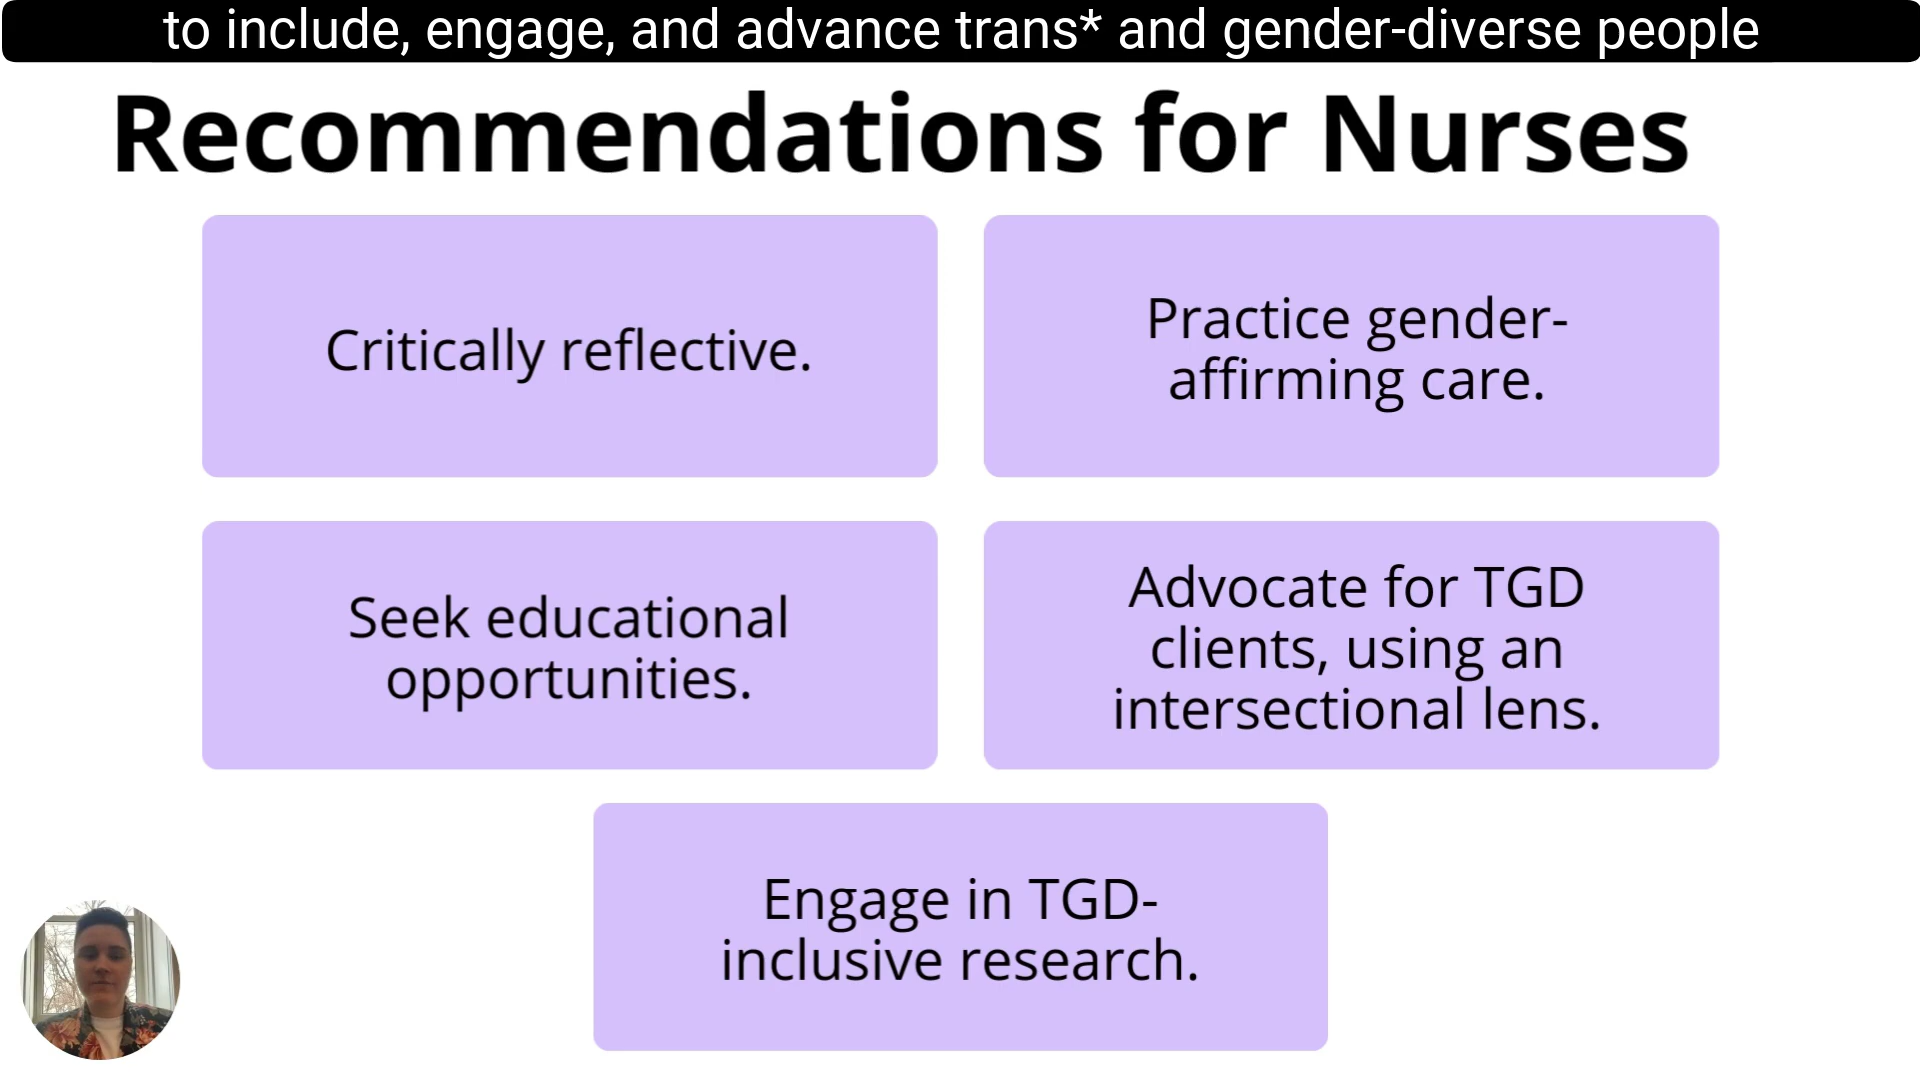 to include, engage, and advance trans* and gender-diverse people
Recommendations for Nurses
Critically reflective.
Practice gender-
affirming care.
Seek educational
opportunities.
Advocate for TGD
clients, using an
intersectional lens.
Engage in TGD-
inclusive research.